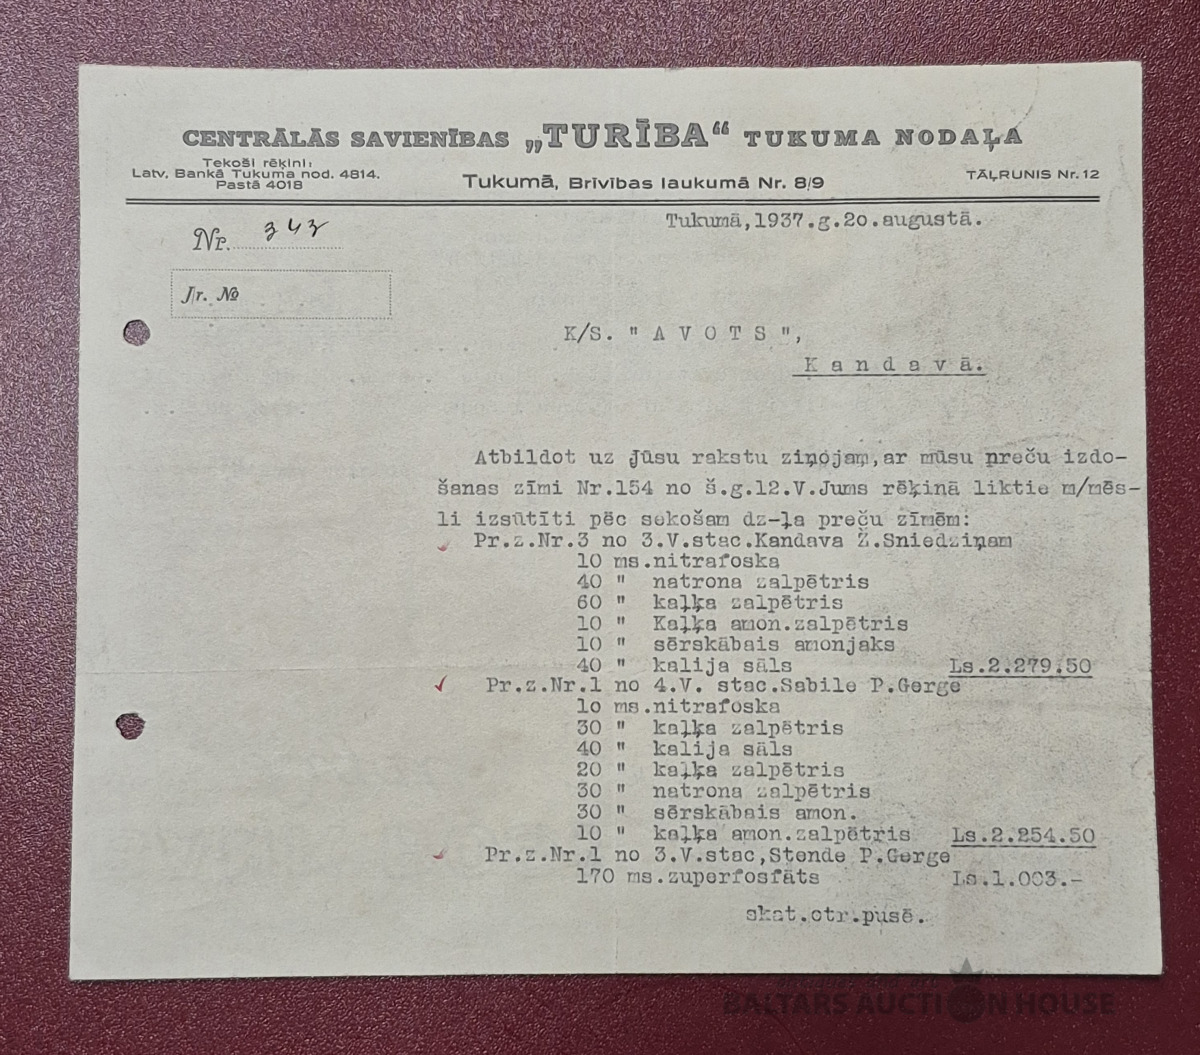 CENTRĀLĀS SAVIENĪBAS „TURĪBA“ TUKUMA NODAĻA
Tekoši rēķini:
Latv. Bankā Tukuma nod. 4814.
Pastā 4018
Tukumā, Brīvības laukumā Nr. 8/9
TĀĻRUNIS Nr. 12
Tukumā,1937.g.20.augustā.
Nr. 343
Jr. №
K/S. "AVOTS",
Kandavā.
Atbildot uz Jūsu rakstu ziņojam,ar mūsu preču izdo-
šanas zīmi Nr.154 no š.g.12.V.Jums rēķinā liktie m/mēs-
li izsūtīti pēc sekošam dz-ļa preču zīmēm:
Pr.z.Nr.3 no 3.V.stac.Kandava Ž.Sniedziņam
10 ms.nitrafoska
40 " natrona zalpētris
60 " kaļķa zalpētris
10 " Kaļķa amon.zalpētris
10 " sērskābais amonjaks
40 " kalija sāls Ls.2.279.50
Pr.z.Nr.1 no 4.V. stac.Sabile P.Gerge
lo ms.nitrafoska
30 " kaļķa zalpētris
40 " kalija sāls
20 " kaļķa zalpētris
30 " natrona zalpētris
30 " sērskābais amon.
10 " kaļķa amon.zalpētris Ls.2.254.50
Pr.z.Nr.1 no 3.V.stac,Stende P.Gerge
170 ms.zuperfosfāts Ls.1.003.-
skat.otr.pusē.
BALTARS AUCTION HOUSE